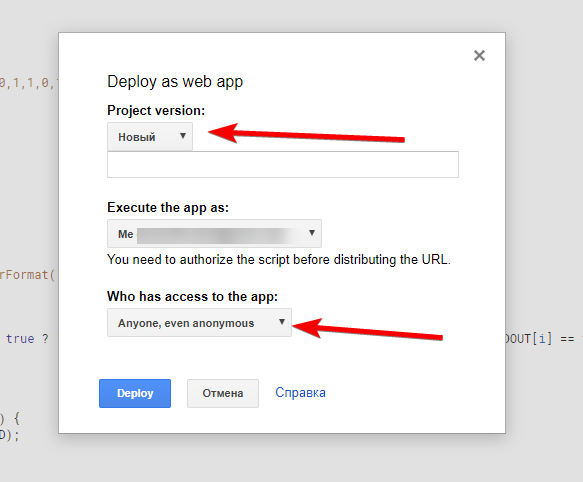 0,1,1,0,
Deploy as web app
Project version:
Новый
Execute the app as:
Me
You need to authorize the script before distributing the URL.
rFormat(
Who has access to the app:
Anyone, even anonymous
true ?
DOUT[i] ==
Deploy
Отмена
Справка
) {
D);